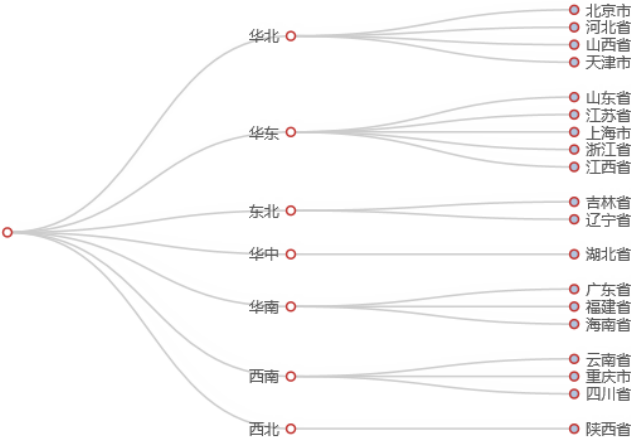 华北
北京市
河北省
山西省
天津市
华东
山东省
江苏省
上海市
浙江省
江西省
东北
吉林省
辽宁省
华中
湖北省
华南
广东省
福建省
海南省
西南
云南省
重庆市
四川省
西北
陕西省